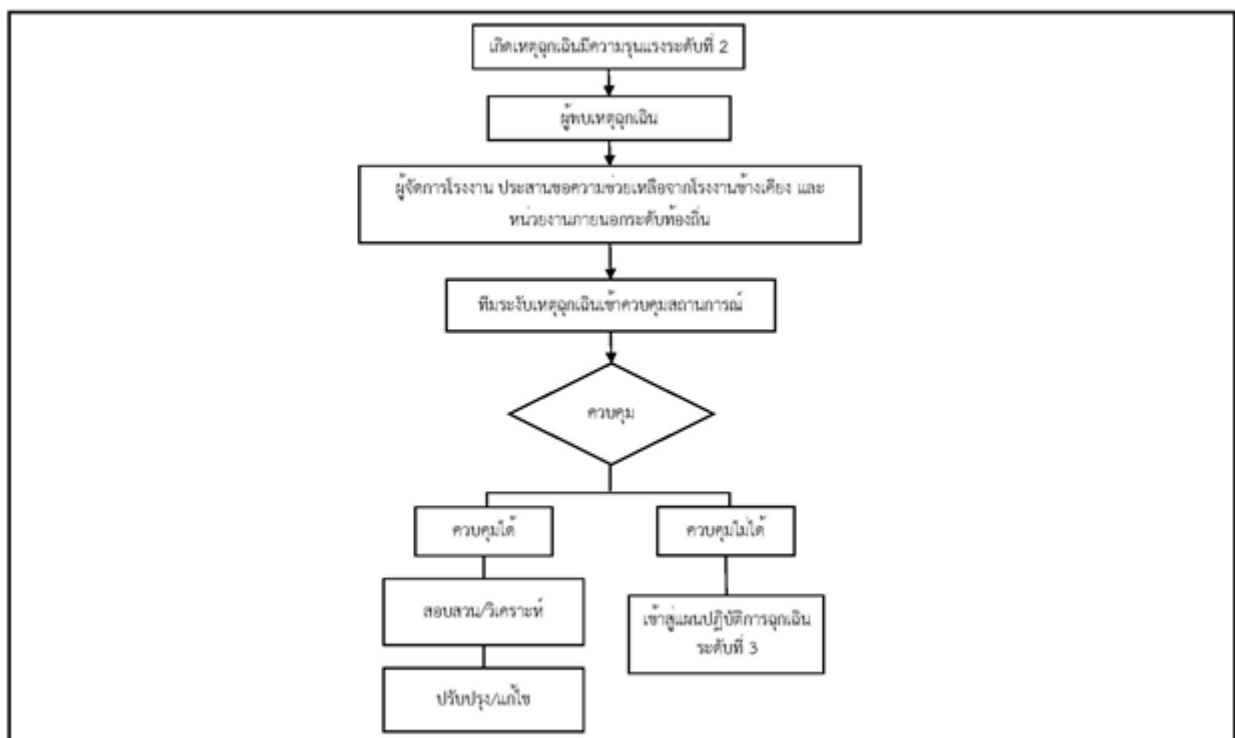 เกิดเหตุฉุกเฉินมีความรุนแรงระดับที่ 2
ผู้พบเหตุฉุกเฉิน
ผู้จัดการโรงงาน ประสานขอความช่วยเหลือจากโรงงานข้างเคียง และ
หน่วยงานภายนอกระดับท้องถิ่น
ทีมระงับเหตุฉุกเฉินเข้าควบคุมสถานการณ์
ควบคุม
ควบคุมได้
ควบคุมไม่ได้
สอบสวน/วิเคราะห์
เข้าสู่แผนปฏิบัติการฉุกเฉิน
ระดับที่ 3
ปรับปรุง/แก้ไข